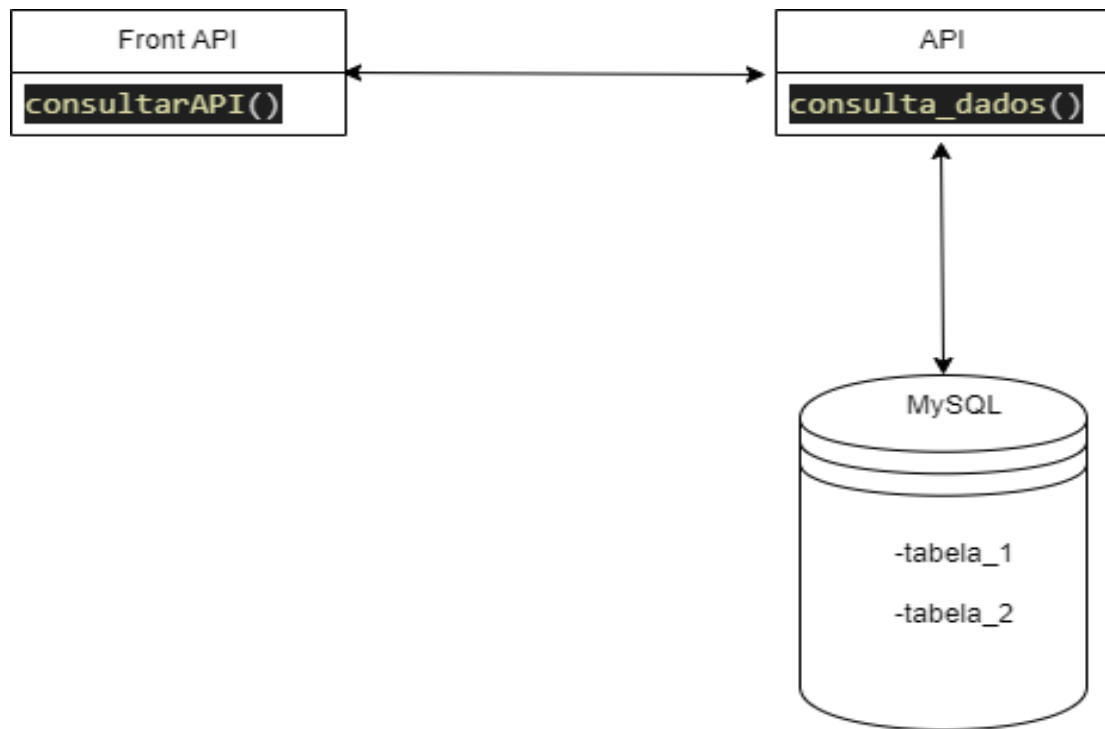 Front API
consultarAPI()
API
consulta_dados()
MySQL
-tabela_1
-tabela_2